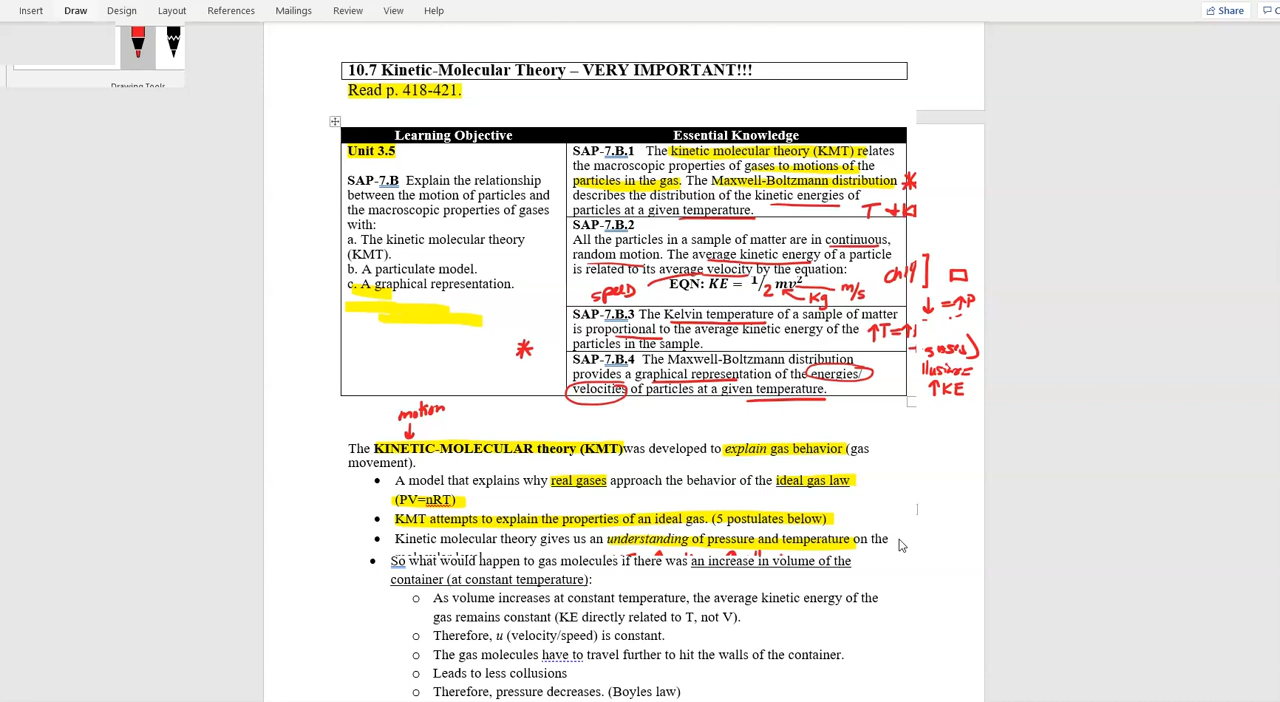 Insert Draw Design Layout References Mailings Review View Help Share
Drawing Tools
10.7 Kinetic-Molecular Theory – VERY IMPORTANT!!!
Read p. 418-421.
Learning Objective
Unit 3.5
SAP-7.B Explain the relationship
between the motion of particles and
the macroscopic properties of gases
with:
a. The kinetic molecular theory
(KMT).
b. A particulate model.
c. A graphical representation.
Essential Knowledge
SAP-7.B.1 The kinetic molecular theory (KMT) relates
the macroscopic properties of gases to motions of the
particles in the gas. The Maxwell-Boltzmann distribution
describes the distribution of the kinetic energies of
particles at a given temperature.
T
SAP-7.B.2
All the particles in a sample of matter are in continuous,
random motion. The average kinetic energy of a particle
is related to its average velocity by the equation:
EQN: KE = 1/2 mv²
speed
kg
m/s
ch19
↓ = ↑P
SAP-7.B.3 The Kelvin temperature of a sample of matter
is proportional to the average kinetic energy of the
particles in the sample.
↑T = ↑
SAP-7.B.4 The Maxwell-Boltzmann distribution
provides a graphical representation of the energies/
velocities of particles at a given temperature.
↑KE
motion
The KINETIC-MOLECULAR theory (KMT) was developed to explain gas behavior (gas
movement).
• A model that explains why real gases approach the behavior of the ideal gas law
(PV=nRT)
• KMT attempts to explain the properties of an ideal gas. (5 postulates below)
• Kinetic molecular theory gives us an understanding of pressure and temperature on the
• So what would happen to gas molecules if there was an increase in volume of the
container (at constant temperature):
o As volume increases at constant temperature, the average kinetic energy of the
gas remains constant (KE directly related to T, not V).
o Therefore, u (velocity/speed) is constant.
o The gas molecules have to travel further to hit the walls of the container.
o Leads to less collusions
o Therefore, pressure decreases. (Boyles law)